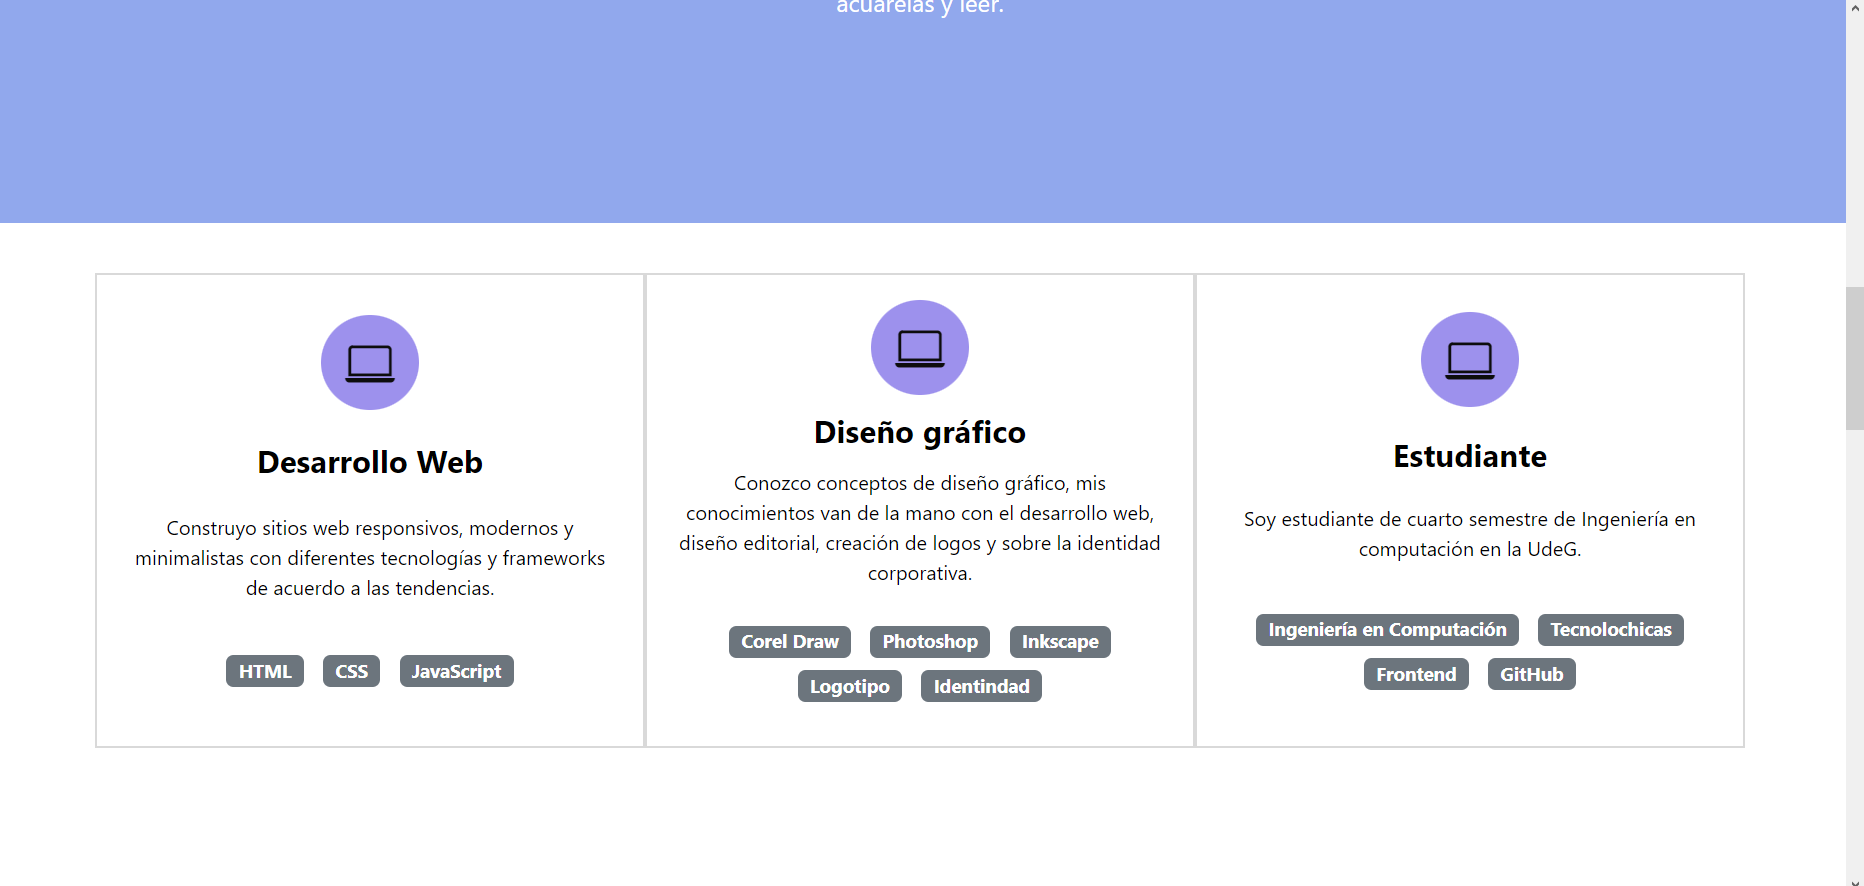 acuarelas y leer.
Desarrollo Web
Construyo sitios web responsivos, modernos y
minimalistas con diferentes tecnologías y frameworks
de acuerdo a las tendencias.
HTML CSS JavaScript
Diseño gráfico
Conozco conceptos de diseño gráfico, mis
conocimientos van de la mano con el desarrollo web,
diseño editorial, creación de logos y sobre la identidad
corporativa.
Corel Draw Photoshop Inkscape
Logotipo Identindad
Estudiante
Soy estudiante de cuarto semestre de Ingeniería en
computación en la UdeG.
Ingeniería en Computación Tecnolochicas
Frontend GitHub